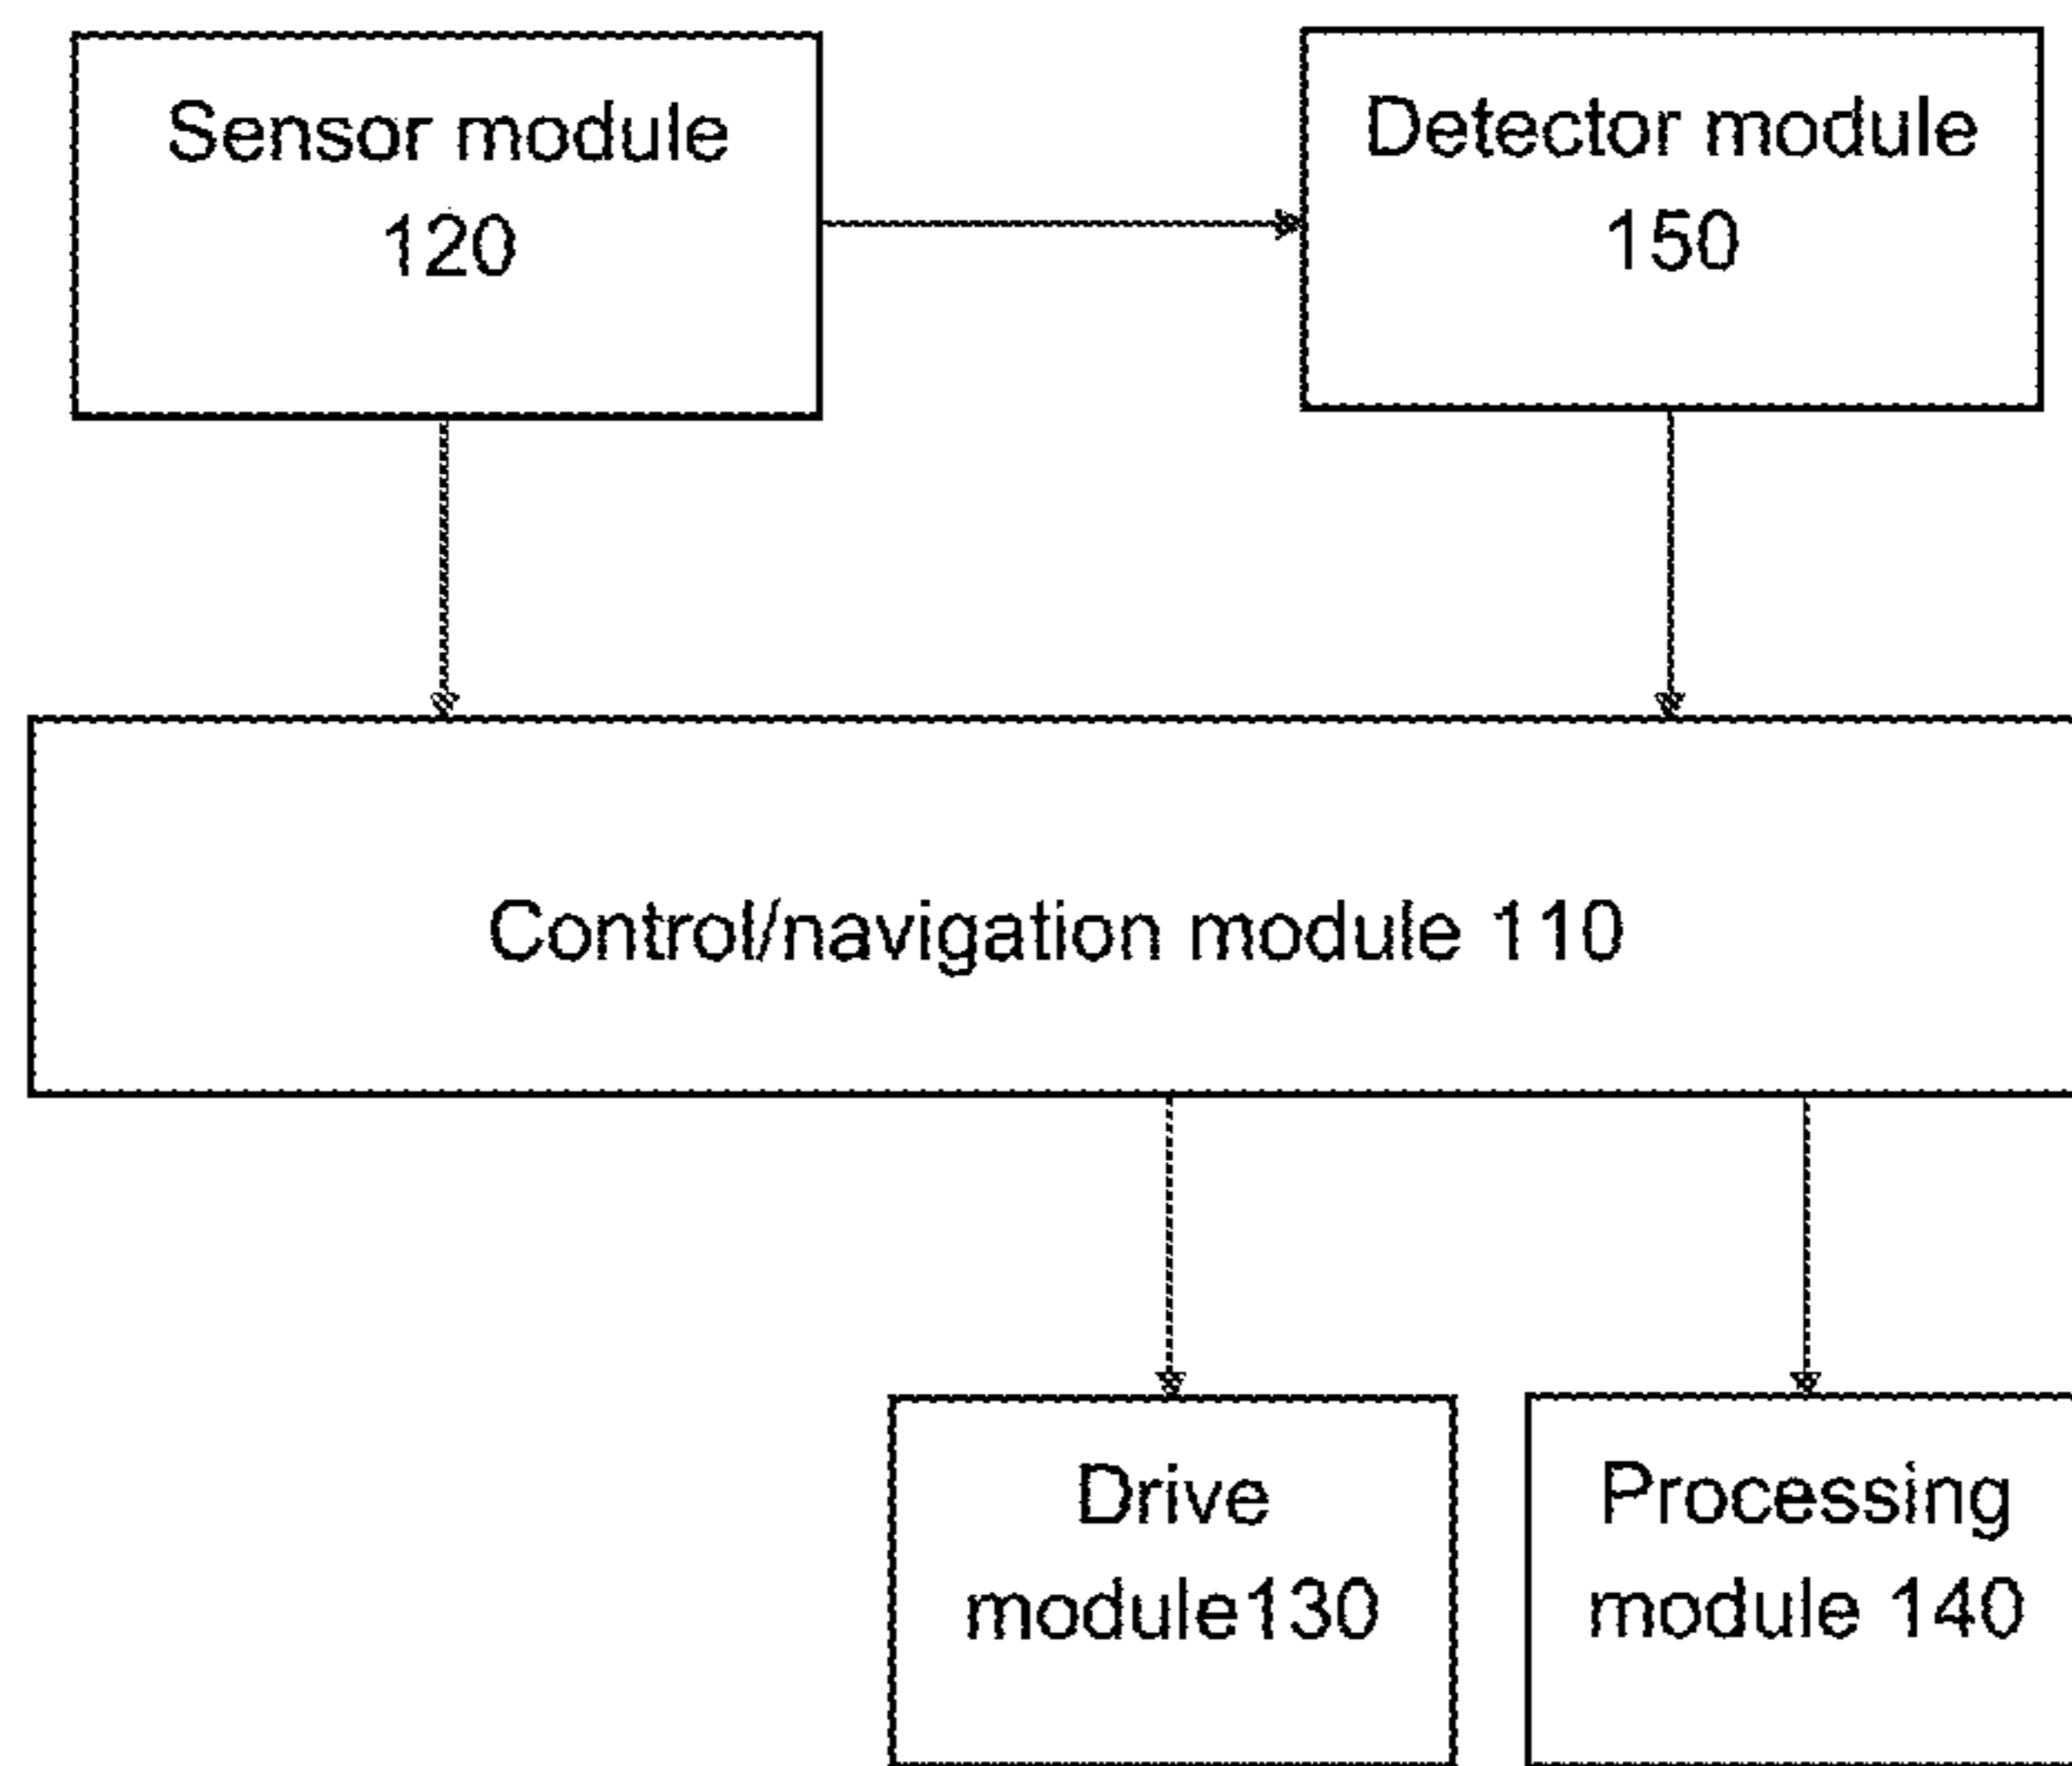 Sensor module
120
Detector module
150
Control/navigation module 110
Drive
module130
Processing
module 140